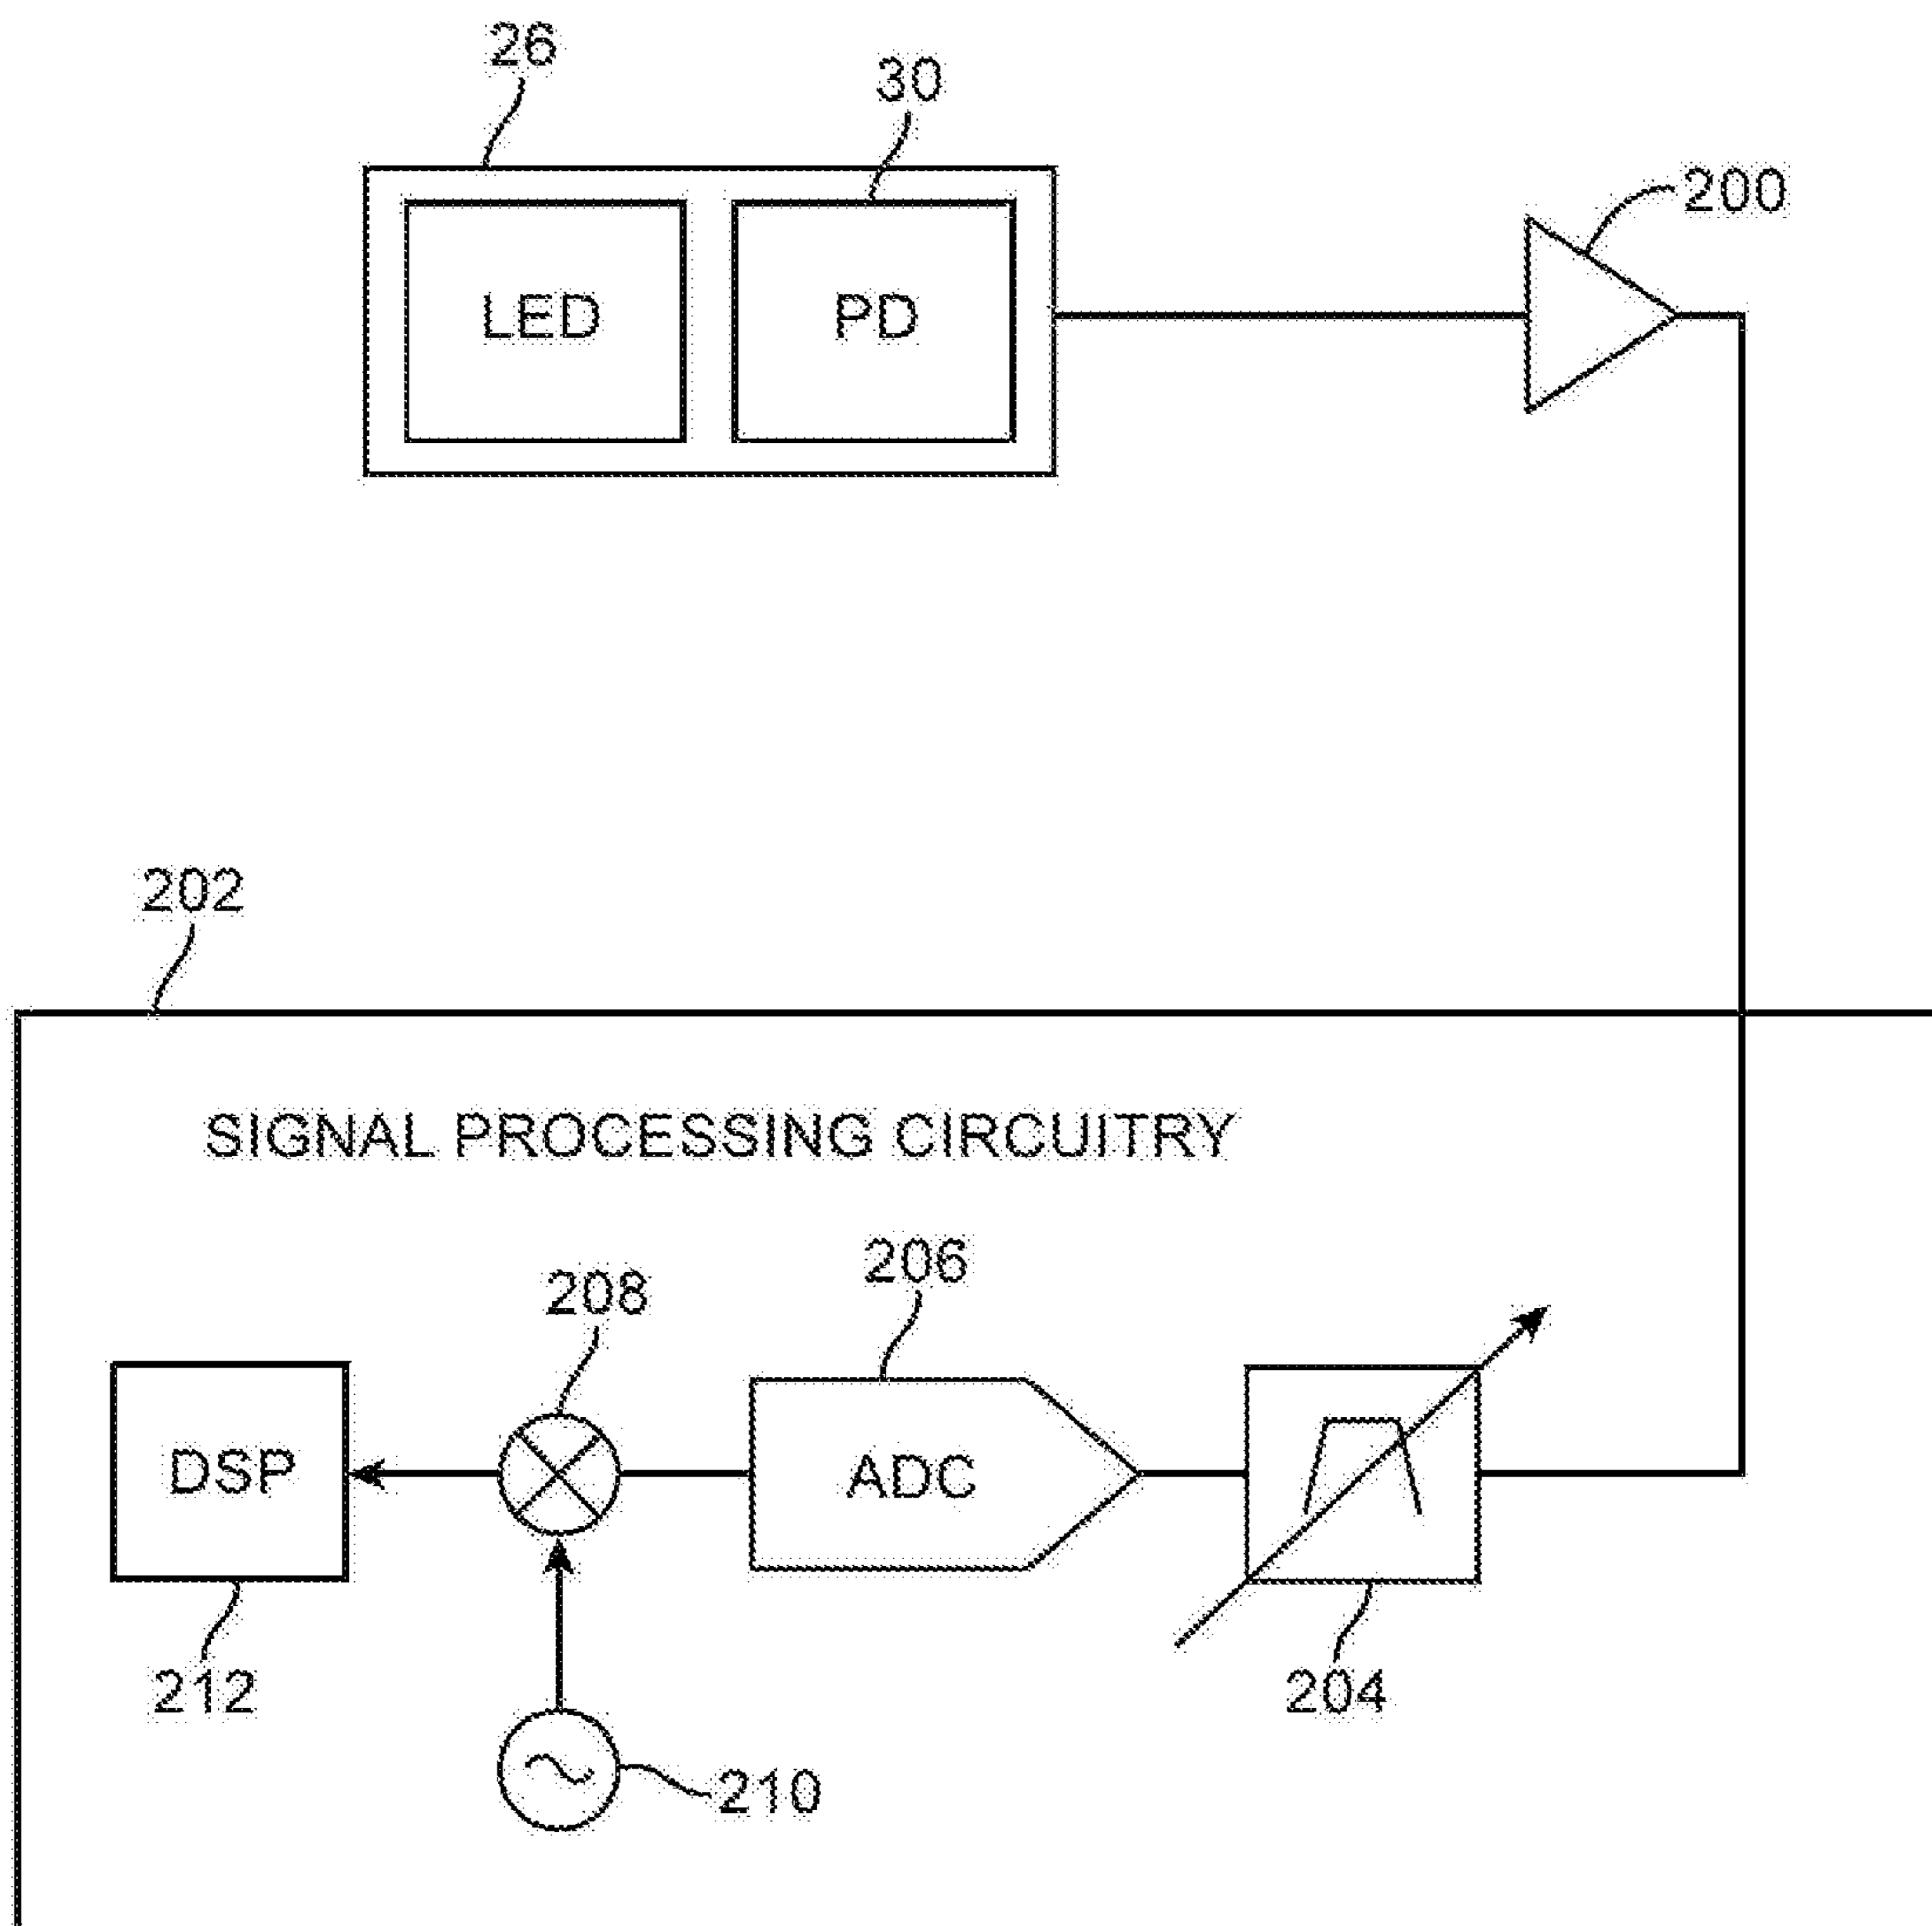 26
30
200
LED
PD
202
SIGNAL PROCESSING CIRCUITRY
206
208
DSP
ADC
212
204
210